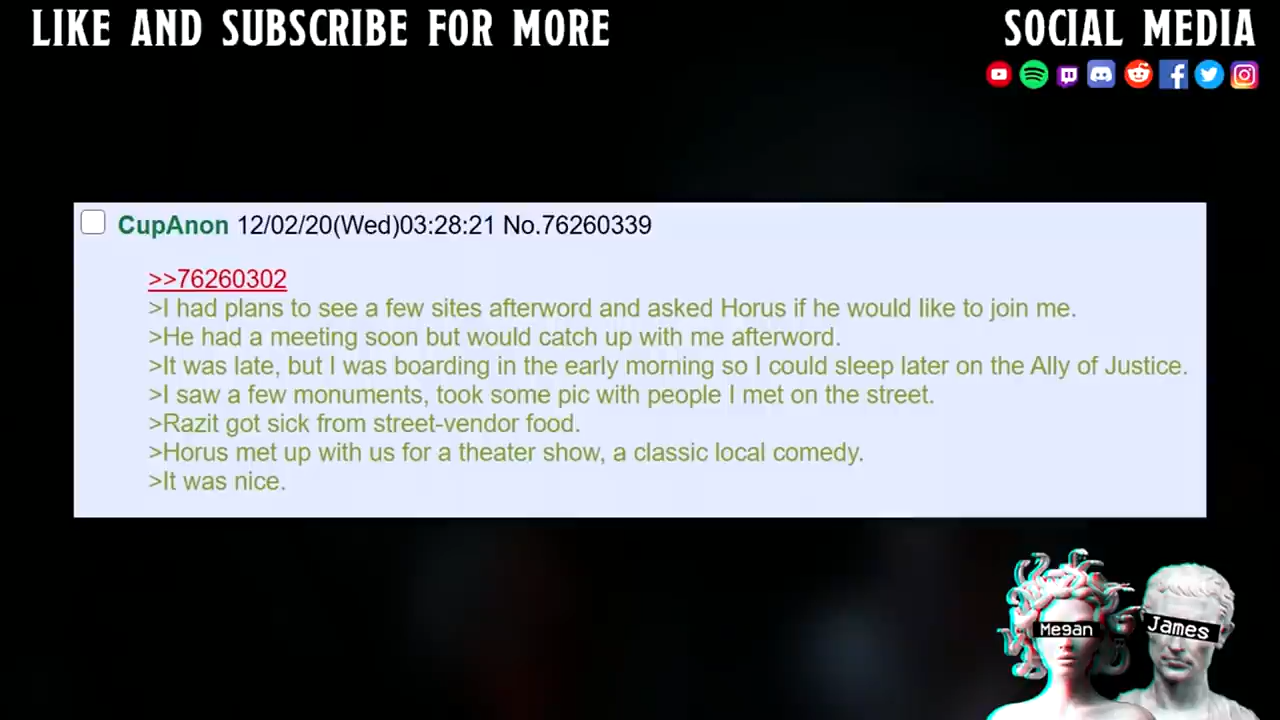 LIKE AND SUBSCRIBE FOR MORE
SOCIAL MEDIA
CupAnon 12/02/20(Wed)03:28:21 No.76260339
>>76260302
>I had plans to see a few sites afterword and asked Horus if he would like to join me.
>He had a meeting soon but would catch up with me afterword.
>It was late, but I was boarding in the early morning so I could sleep later on the Ally of Justice.
>I saw a few monuments, took some pic with people I met on the street.
>Razit got sick from street-vendor food.
>Horus met up with us for a theater show, a classic local comedy.
>It was nice.
Megan
James